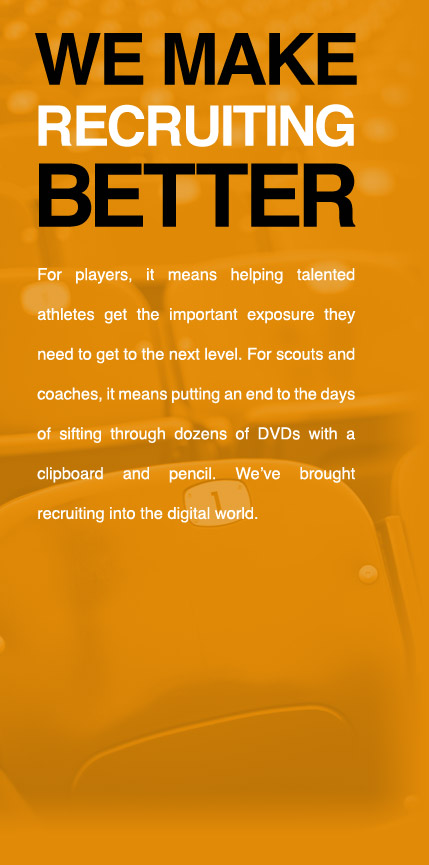 WE MAKE
RECRUITING
BETTER
For players, it means helping talented
athletes get the important exposure they
need to get to the next level. For scouts and
coaches, it means putting an end to the days
of sifting through dozens of DVDs with a
clipboard and pencil. We've brought
recruiting into the digital world.
1